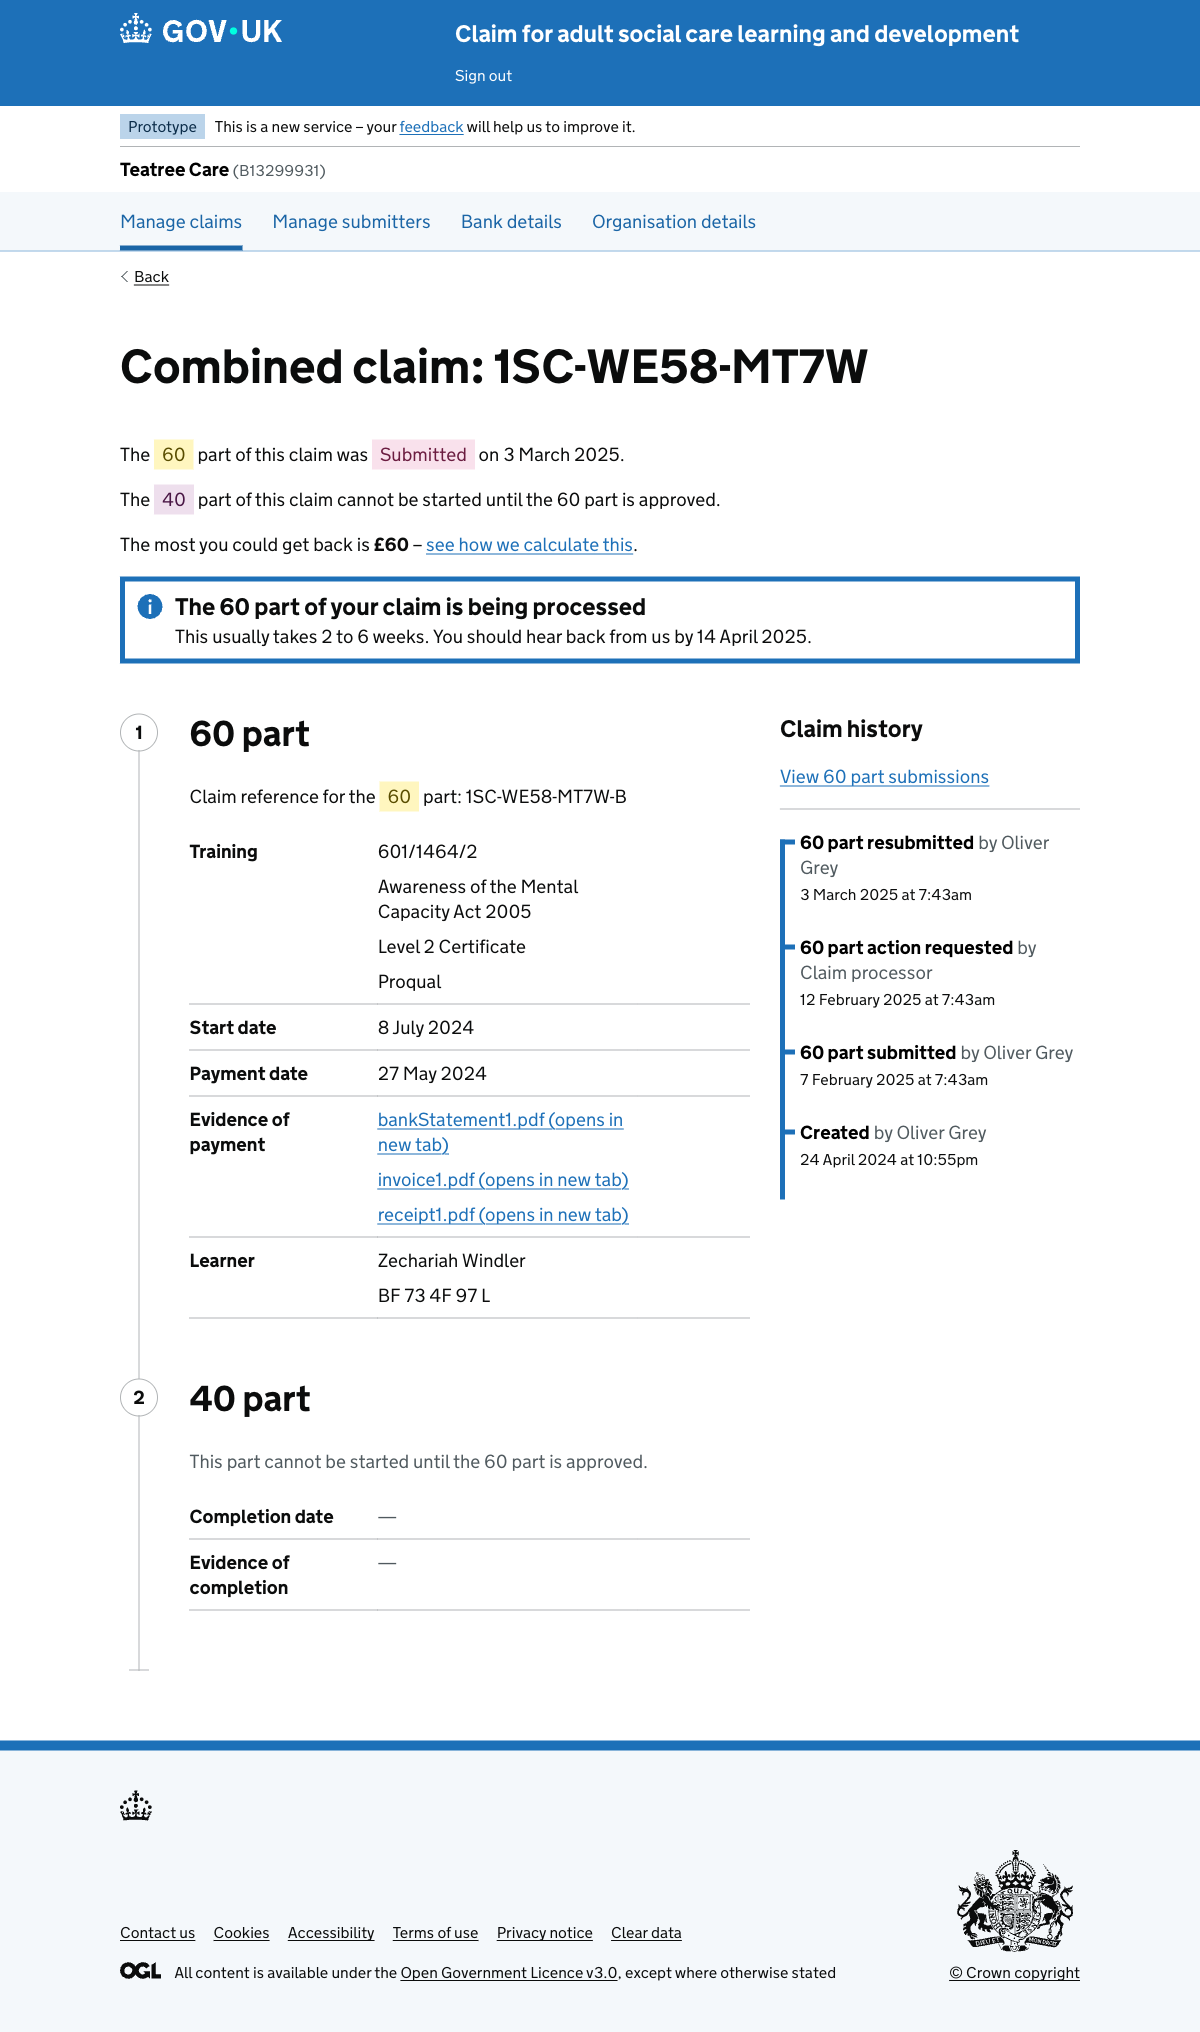 GOV·UK
Claim for adult social care learning and development
Sign out
Prototype This is a new service – your feedback will help us to improve it.
Teatree Care (B13299931)
Manage claims Manage submitters Bank details Organisation details
Back
Combined claim: 1SC-WE58-MT7W
The 60 part of this claim was Submitted on 3 March 2025.
The 40 part of this claim cannot be started until the 60 part is approved.
The most you could get back is £60 – see how we calculate this.
The 60 part of your claim is being processed
This usually takes 2 to 6 weeks. You should hear back from us by 14 April 2025.
1
60 part
Claim reference for the 60 part: 1SC-WE58-MT7W-B
Training 601/1464/2
Awareness of the Mental
Capacity Act 2005
Level 2 Certificate
Proqual
Start date 8 July 2024
Payment date 27 May 2024
Evidence of
payment
bankStatement1.pdf (opens in
new tab)
invoice1.pdf (opens in new tab)
receipt1.pdf (opens in new tab)
Learner Zechariah Windler
BF 73 4F 97 L
2
40 part
This part cannot be started until the 60 part is approved.
Completion date —
Evidence of
completion
—
Claim history
View 60 part submissions
60 part resubmitted by Oliver
Grey
3 March 2025 at 7:43am
60 part action requested by
Claim processor
12 February 2025 at 7:43am
60 part submitted by Oliver Grey
7 February 2025 at 7:43am
Created by Oliver Grey
24 April 2024 at 10:55pm
Contact us Cookies Accessibility Terms of use Privacy notice Clear data
OGL All content is available under the Open Government Licence v3.0, except where otherwise stated
© Crown copyright